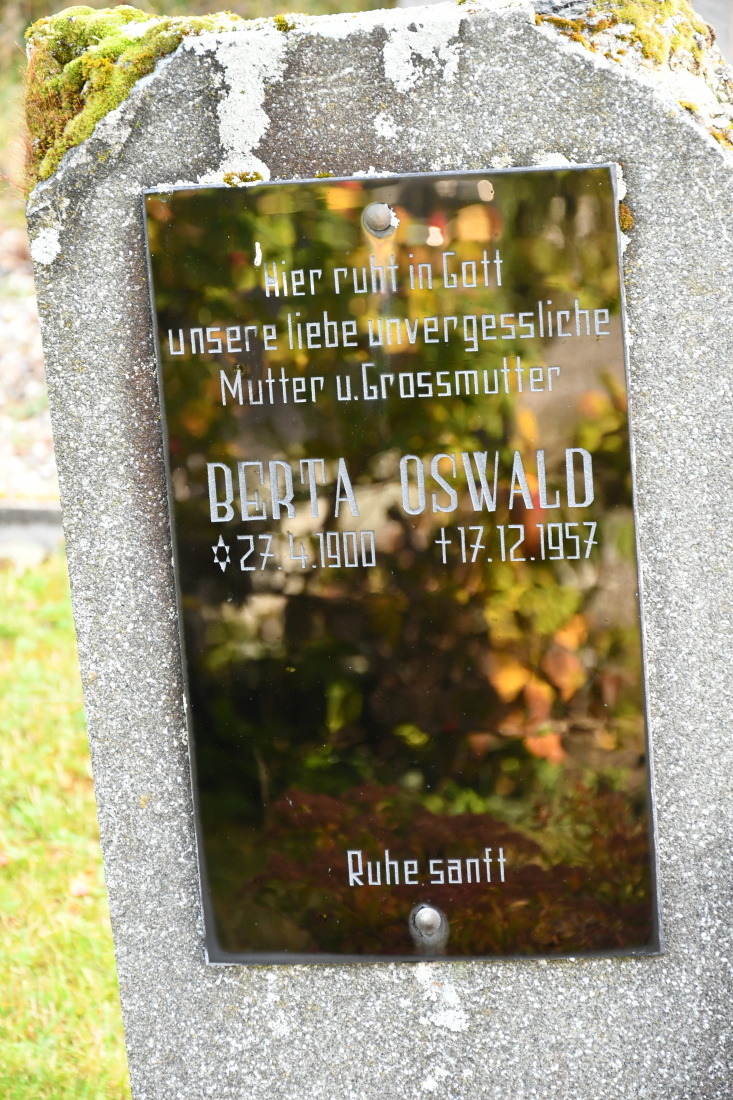 Hier ruht in Gott
unsere liebe unvergessliche
Mutter u. Grossmutter
BERTA OSWALD
✡ 27.4.1900 † 17.12.1957
Ruhe sanft